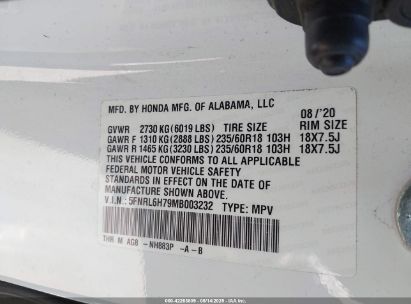 MFD. BY HONDA MFG. OF ALABAMA, LLC 08 /'20
GVWR 2730 KG (6019 LBS) TIRE SIZE RIM SIZE
GAWR F 1310 KG (2888 LBS) 235/60R18 103H 18X7.5J
GAWR R 1465 KG (3230 LBS) 235/60R18 103H 18X7.5J
THIS VEHICLE CONFORMS TO ALL APPLICABLE
FEDERAL MOTOR VEHICLE SAFETY
STANDARDS IN EFFECT ON THE DATE OF
MANUFACTURE SHOWN ABOVE.
V.I.N.: 5FNRL6H79MB003232 TYPE: MPV
THR M AG8 -NH883P -A-B